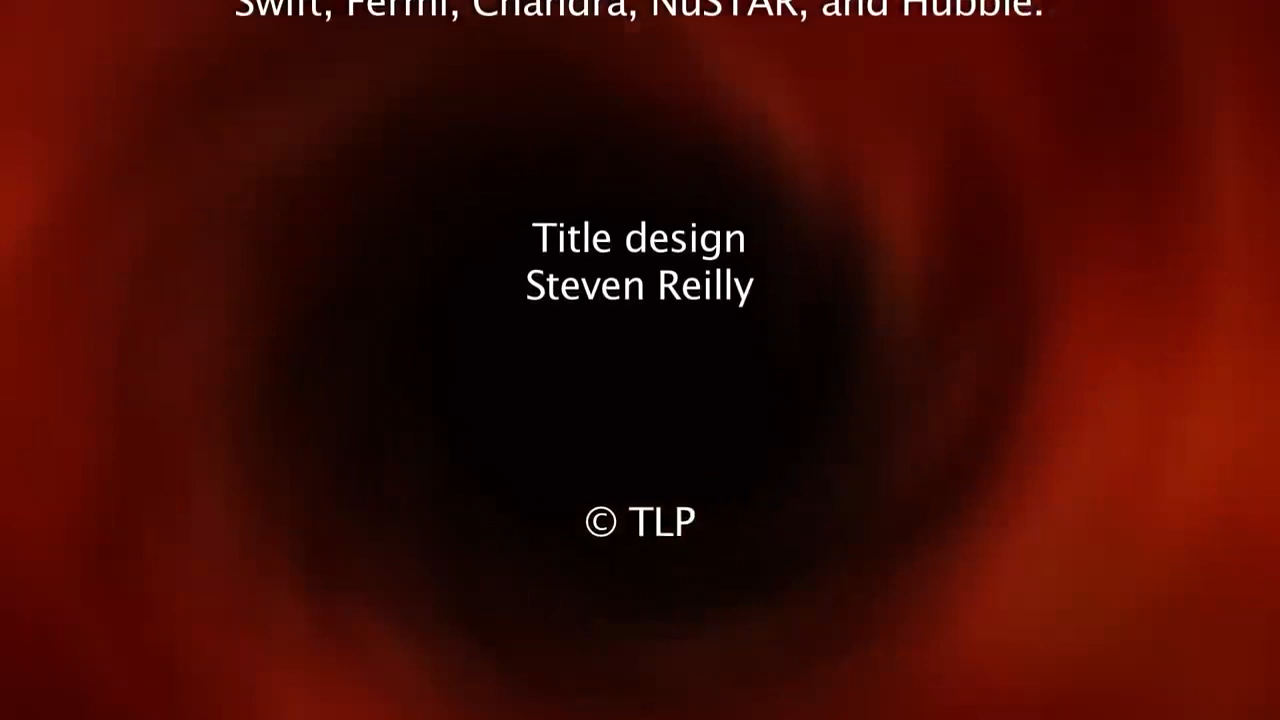 Swift, Fermi, Chandra, NuSTAR, and Hubble.
Title design
Steven Reilly
© TLP